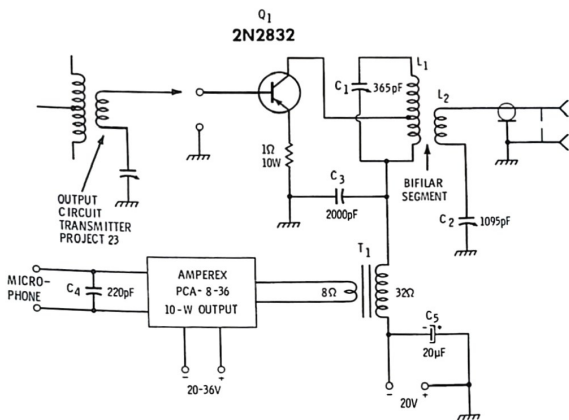 Q1
2N2832
L1
C1
365pF
L2
1Ω
10W
C3
2000pF
BIFILAR
SEGMENT
C2
1095pF
OUTPUT
CIRCUIT
TRANSMITTER
PROJECT 23
T1
MICRO-
PHONE
C4
220pF
AMPEREX
PCA-8-36
10-W OUTPUT
8Ω
32Ω
C5
- +
20µF
- +
20-36V
- +
20V